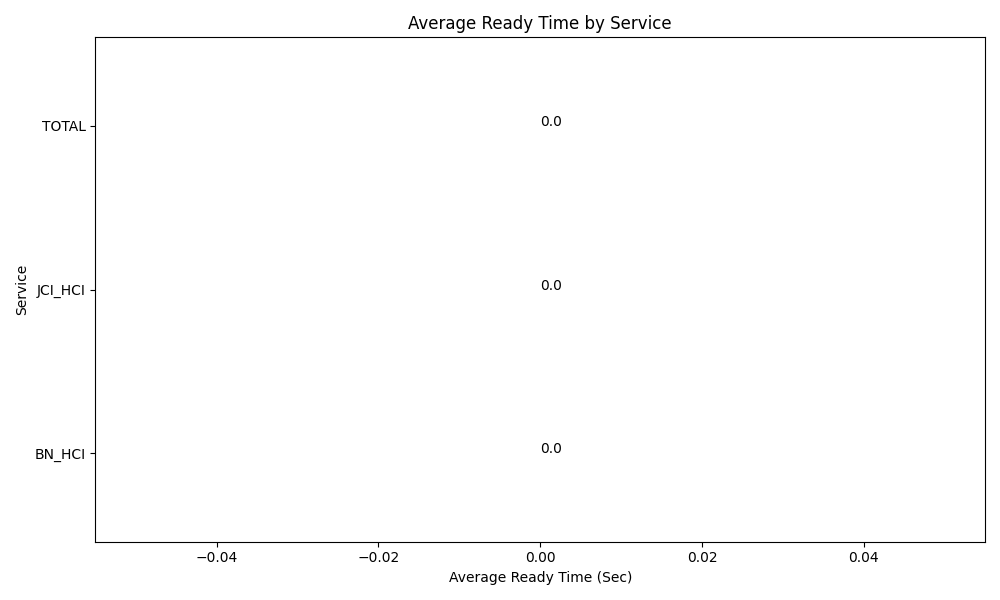 Average Ready Time by Service
TOTAL
0.0
JCI_HCI
0.0
BN_HCI
0.0
Service
−0.04
−0.02
0.00
0.02
0.04
Average Ready Time (Sec)